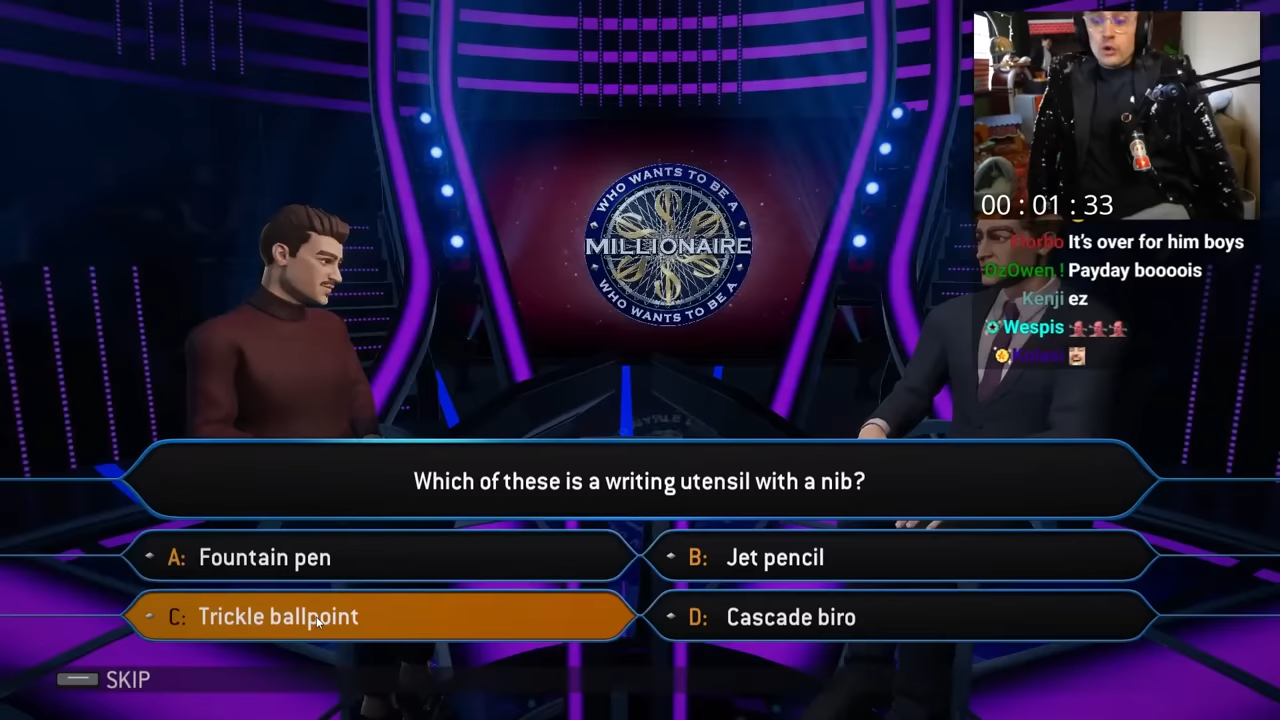 WHO WANTS TO BE A
MILLIONAIRE
WHO WANTS TO BE A
00 : 01 : 33
It's over for him boys
OzOwen ! Payday boooois
Kenji ez
Wespis
Which of these is a writing utensil with a nib?
A: Fountain pen
B: Jet pencil
C: Trickle ballpoint
D: Cascade biro
SKIP